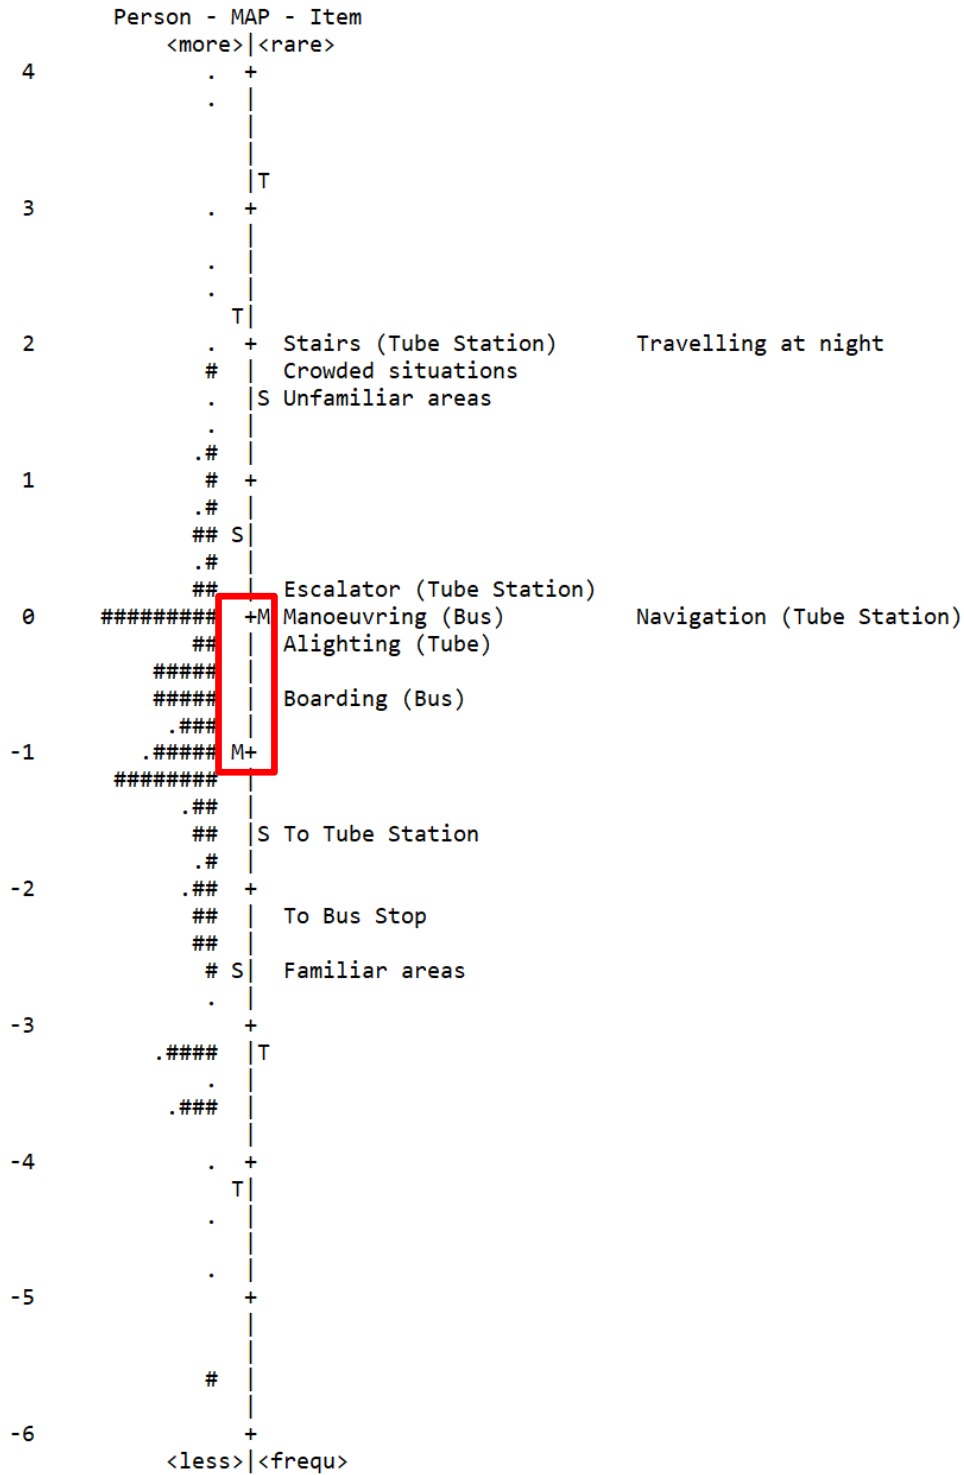 Person - MAP - Item
               <more>|<rare>
 4                .  +
                  .  |
                     |
                     |
                     |T
 3                .  +
                     |
                  .  |
                  .  |
                    T|
 2                .  +  Stairs (Tube Station)      Travelling at night
                  #  |  Crowded situations
                  .  |S Unfamiliar areas
                  .  |
                 .#  |
 1                #  +
                 .#  |
                 ## S|
                 .#  |
                 ##  |  Escalator (Tube Station)
 0        #########  +M Manoeuvring (Bus)          Navigation (Tube Station)
                 ##  |  Alighting (Tube)
              #####  |
              #####  |  Boarding (Bus)
               .###  |
-1           .##### M+
           ########  |
                .##  |
                 ##  |S To Tube Station
                 .#  |
-2              .##  +
                 ##  |  To Bus Stop
                 ##  |
                  # S|  Familiar areas
                  .  |
-3                   +
              .####  |T
                  .  |
               .###  |
                     |
-4                .  +
                    T|
                  .  |
                     |
                  .  |
-5                   +
                     |
                     |
                  #  |
                     |
-6                   +
               <less>|<frequ>